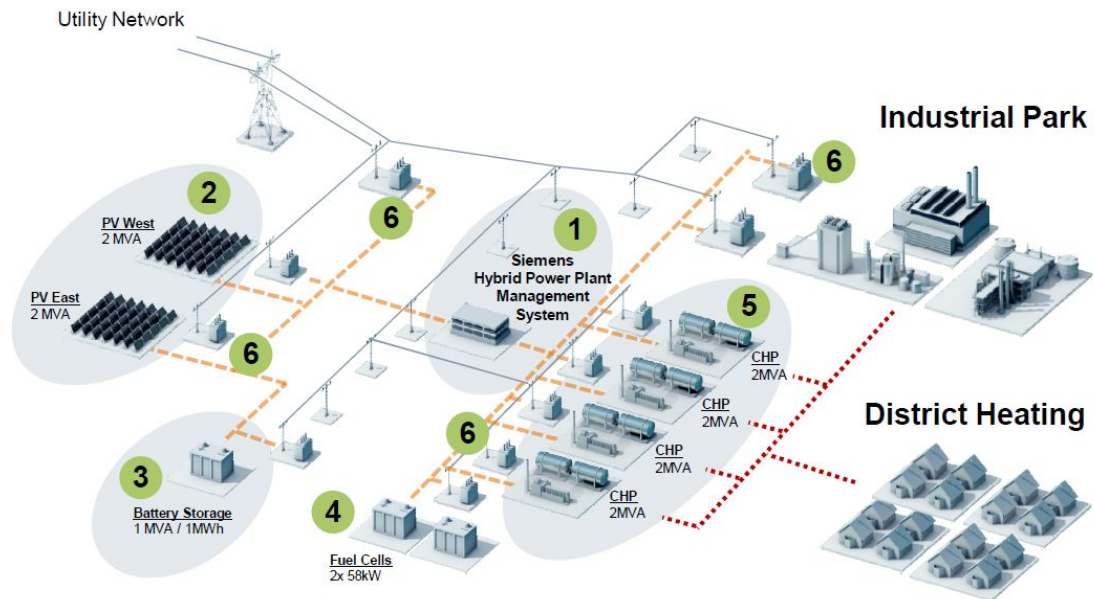 Utility Network
Industrial Park
6
2
PV West
2 MVA
6
1
Siemens
Hybrid Power Plant
Management
System
PV East
2 MVA
5
6
CHP
2MVA
CHP
2MVA
District Heating
6
CHP
2MVA
3
CHP
2MVA
4
Battery Storage
1 MVA / 1MWh
Fuel Cells
2x 58kW